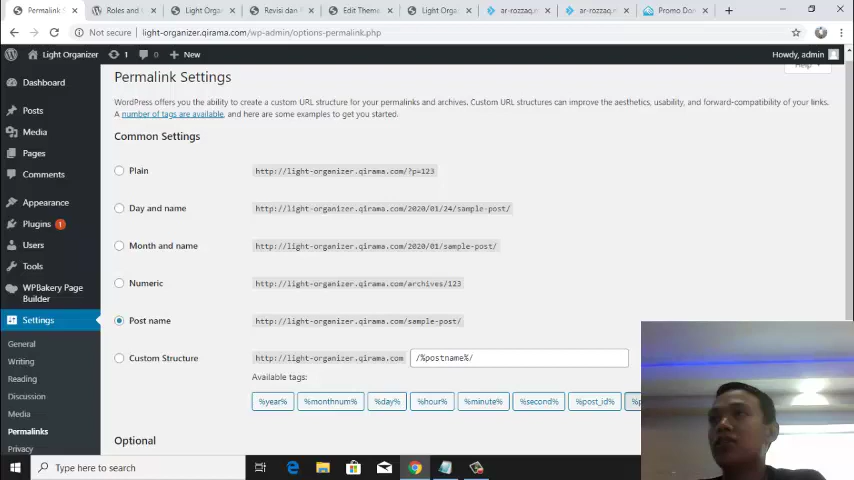 Permalink S
Roles and
Light Orga
Revisi dan
Edit Theme
Light Orga
ar-rozzaq.m
ar-rozzaq.m
Promo Dom
Not secure | light-organizer.qirama.com/wp-admin/options-permalink.php
Light Organizer 1 0 + New Howdy, admin
Help
Dashboard
Posts
Media
Pages
Comments
Appearance
Plugins 1
Users
Tools
WPBakery Page
Builder
Settings
General
Writing
Reading
Discussion
Media
Permalinks
Privacy
Permalink Settings
WordPress offers you the ability to create a custom URL structure for your permalinks and archives. Custom URL structures can improve the aesthetics, usability, and forward-compatibility of your links.
A number of tags are available, and here are some examples to get you started.
Common Settings
Plain http://light-organizer.qirama.com/?p=123
Day and name http://light-organizer.qirama.com/2020/01/24/sample-post/
Month and name http://light-organizer.qirama.com/2020/01/sample-post/
Numeric http://light-organizer.qirama.com/archives/123
Post name http://light-organizer.qirama.com/sample-post/
Custom Structure http://light-organizer.qirama.com /%postname%/
Available tags:
%year% %monthnum% %day% %hour% %minute% %second% %post_id% %p
Optional
Type here to search